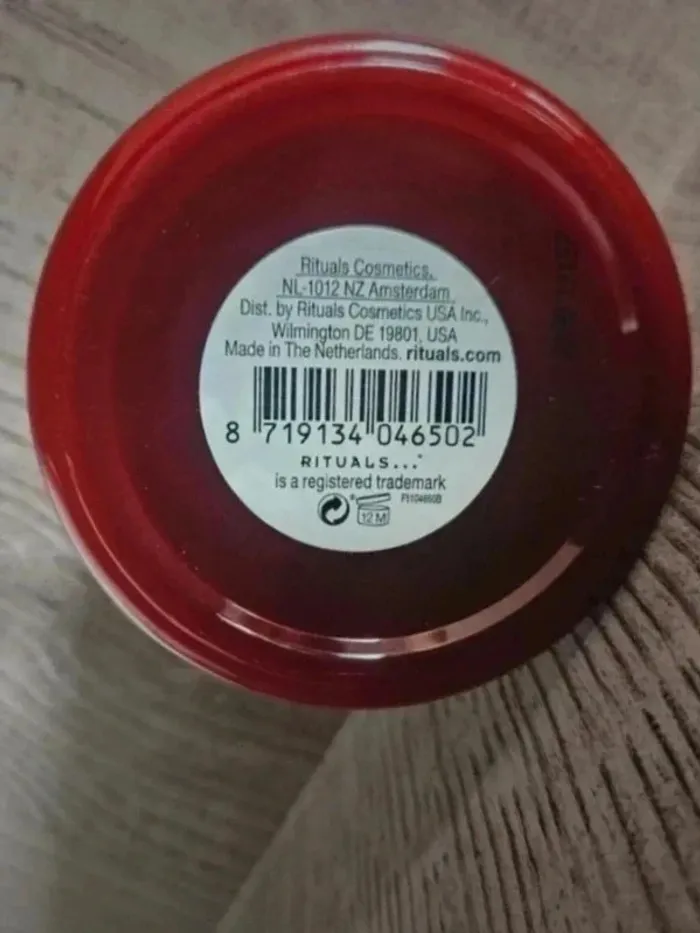 Rituals Cosmetics,
NL-1012 NZ Amsterdam
Dist. by Rituals Cosmetics USA Inc.,
Wilmington DE 19801, USA
Made in The Netherlands. rituals.com
8 719134 046502
RITUALS...
is a registered trademark
12 M